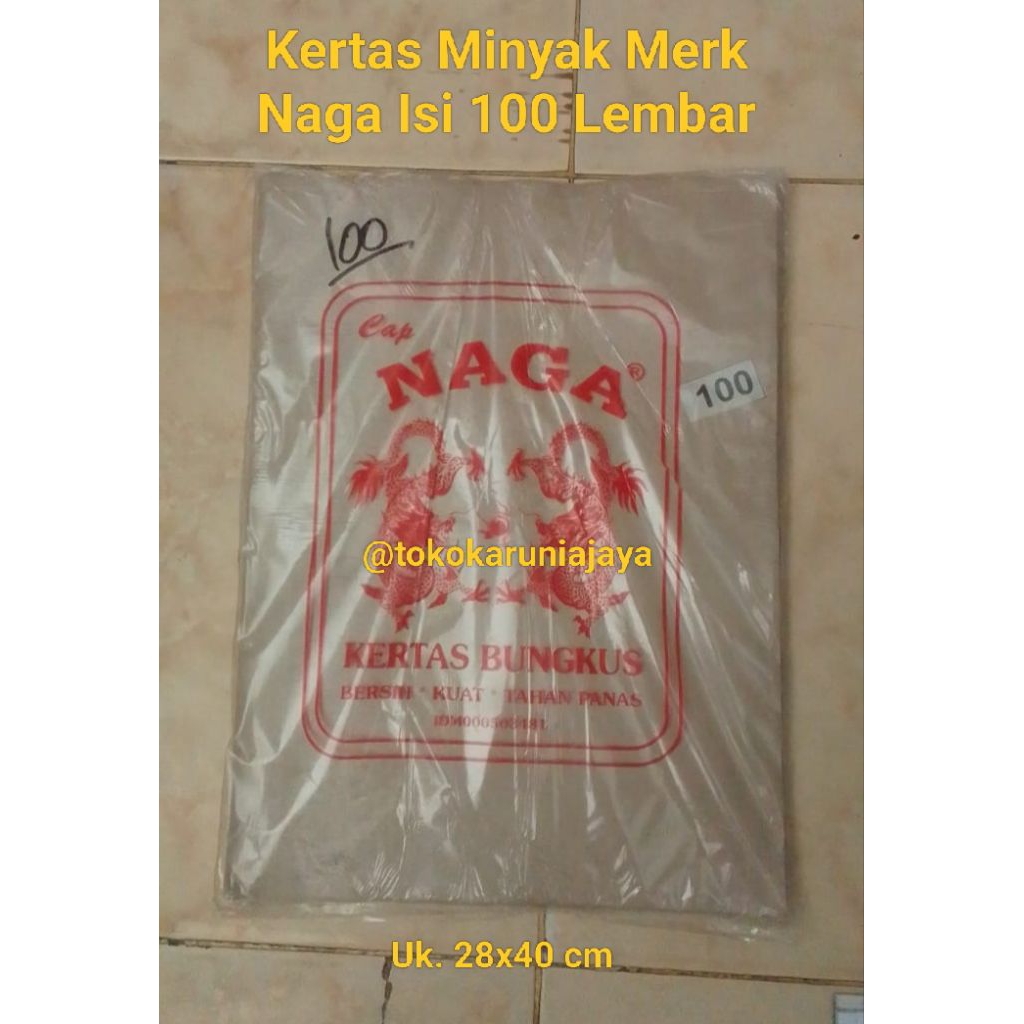 Kertas Minyak Merk
Naga Isi 100 Lembar
100
Cap
NAGA®
100
@tokokaruniajaya
KERTAS BUNGKUS
BERSIH * KUAT * TAHAN PANAS
Uk. 28x40 cm